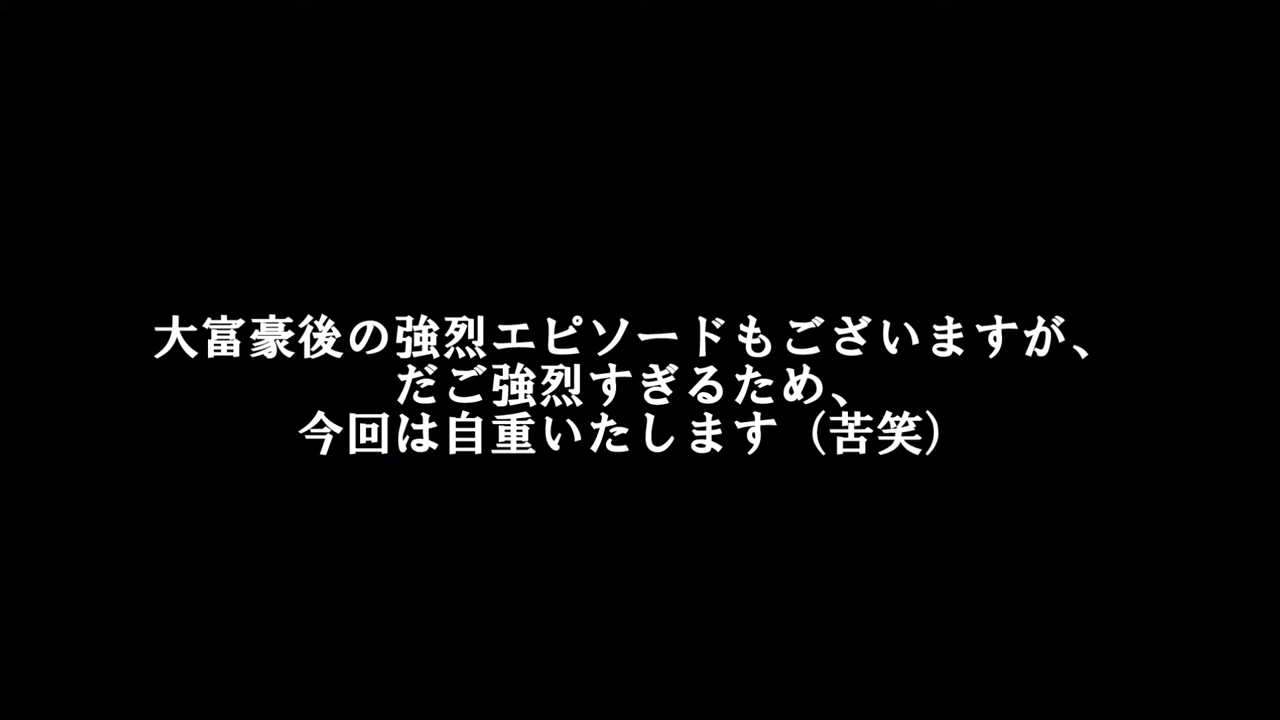 大富豪後の強烈エピソードもございますが、
だご強烈すぎるため、
今回は自重いたします（苦笑）